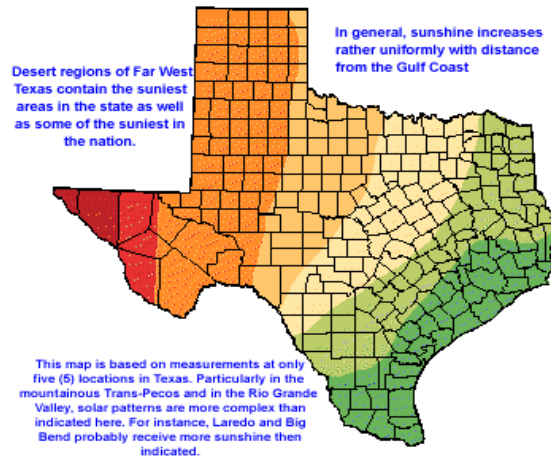 In general, sunshine increases
rather uniformly with distance
from the Gulf Coast
Desert regions of Far West
Texas contain the suniest
areas in the state as well
as some of the suniest in
the nation.
This map is based on measurements at only
five (5) locations in Texas. Particularly in the
mountainous Trans-Pecos and in the Rio Grande
Valley, solar patterns are more complex than
indicated here. For instance, Laredo and Big
Bend probably receive more sunshine then
indicated.